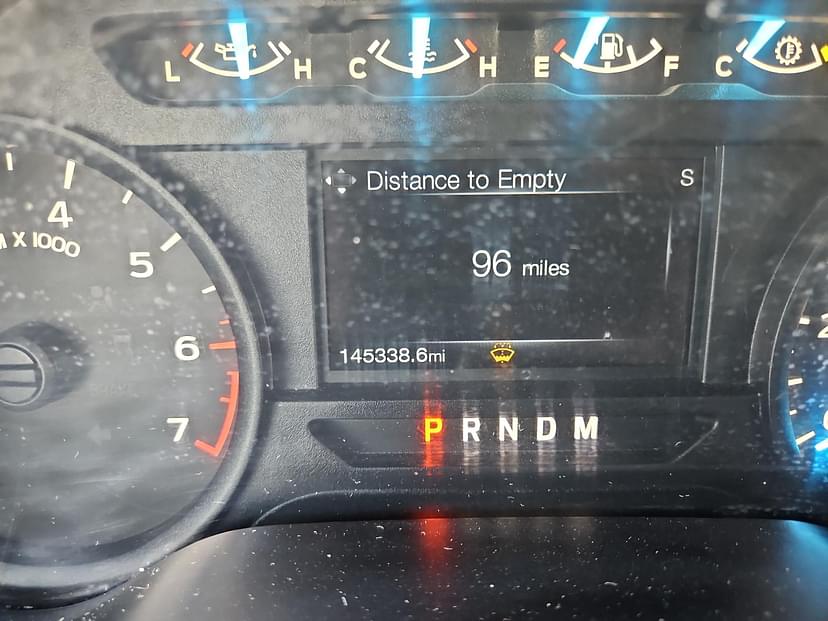 L H C H E F C
Distance to Empty S
4
X 1000
5
96 miles
6
145338.6mi
P R N D M
7